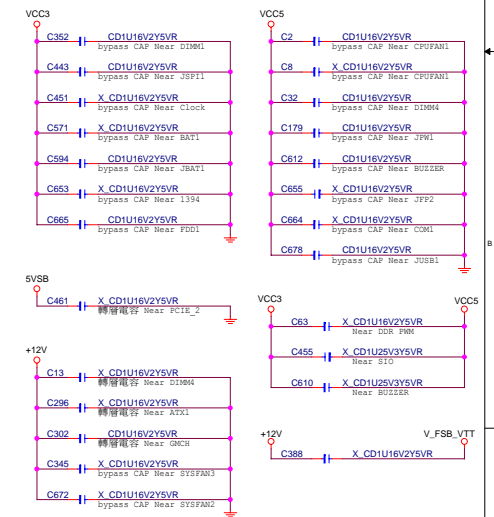 VCC3
C352 CD1U16V2Y5VR
bypass CAP Near DIMM1
C443 CD1U16V2Y5VR
bypass CAP Near JSPI1
C451 X_CD1U16V2Y5VR
bypass CAP Near Clock
C571 X_CD1U16V2Y5VR
bypass CAP Near BAT1
C594 CD1U16V2Y5VR
bypass CAP Near JBAT1
C653 X_CD1U16V2Y5VR
bypass CAP Near 1394
C665 CD1U16V2Y5VR
bypass CAP Near FDD1
VCC5
C2 CD1U16V2Y5VR
bypass CAP Near CPUFAN1
C8 X_CD1U16V2Y5VR
bypass CAP Near CPUFAN1
C32 CD1U16V2Y5VR
bypass CAP Near DIMM4
C179 CD1U16V2Y5VR
bypass CAP Near JPW1
C612 CD1U16V2Y5VR
bypass CAP Near BUZZER
C655 X_CD1U16V2Y5VR
bypass CAP Near JFP2
C664 X_CD1U16V2Y5VR
bypass CAP Near COM1
C678 CD1U16V2Y5VR
bypass CAP Near JUSB1
B
5VSB
C461 X_CD1U16V2Y5VR
轉層電容 Near PCIE_2
+12V
C13 X_CD1U16V2Y5VR
轉層電容 Near DIMM4
C296 X_CD1U16V2Y5VR
轉層電容 Near ATX1
C302 CD1U16V2Y5VR
轉層電容 Near GMCH
C345 X_CD1U16V2Y5VR
bypass CAP Near SYSFAN3
C672 X_CD1U16V2Y5VR
bypass CAP Near SYSFAN2
VCC3 VCC5
C63 X_CD1U16V2Y5VR
Near DDR PWM
C455 X_CD1U25V3Y5VR
Near SIO
C610 X_CD1U25V3Y5VR
Near BUZZER
+12V V_FSB_VTT
C388 X_CD1U16V2Y5VR